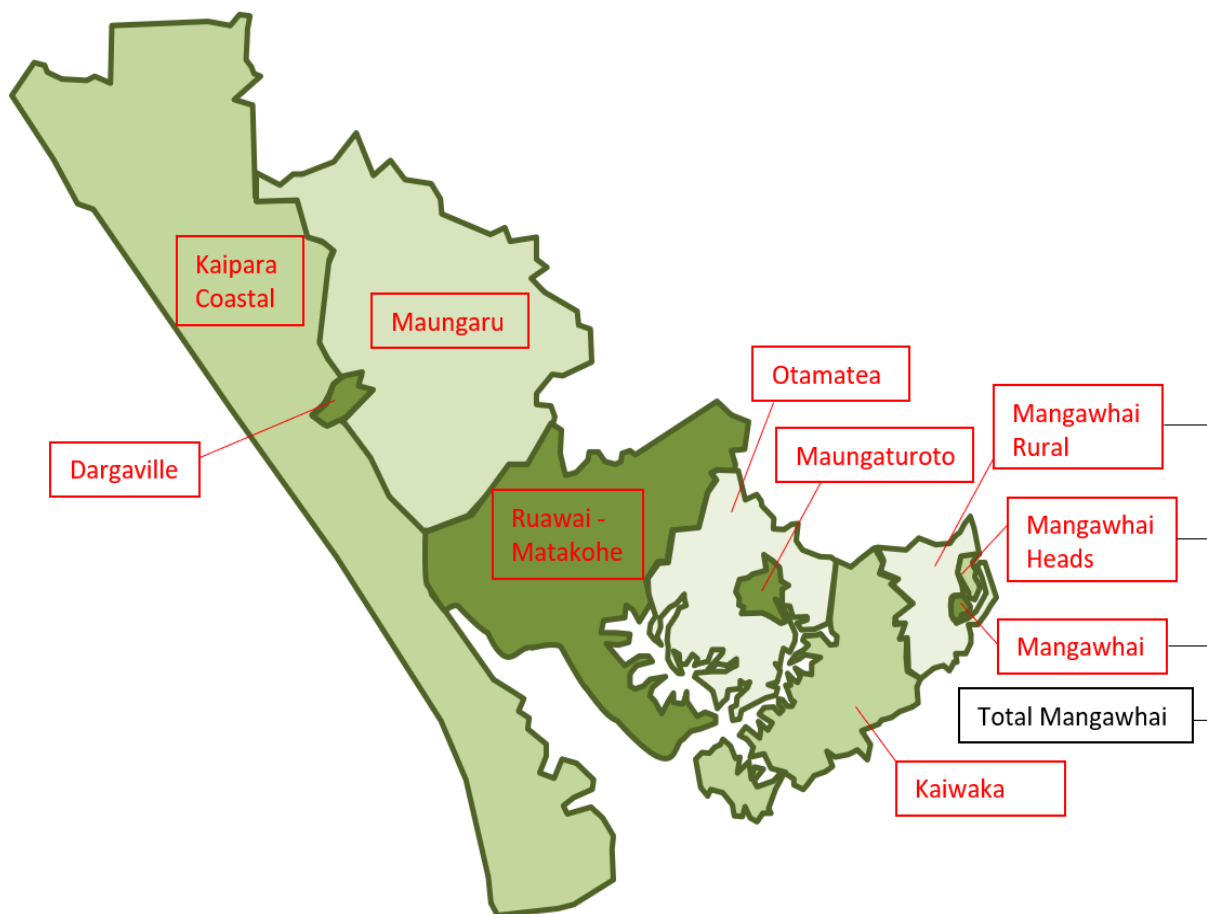 Kaipara
Coastal
Maungaru
Otamatea
Mangawhai
Rural
Dargaville
Maungaturoto
Ruawai -
Matakohe
Mangawhai
Heads
Mangawhai
Total Mangawhai
Kaiwaka